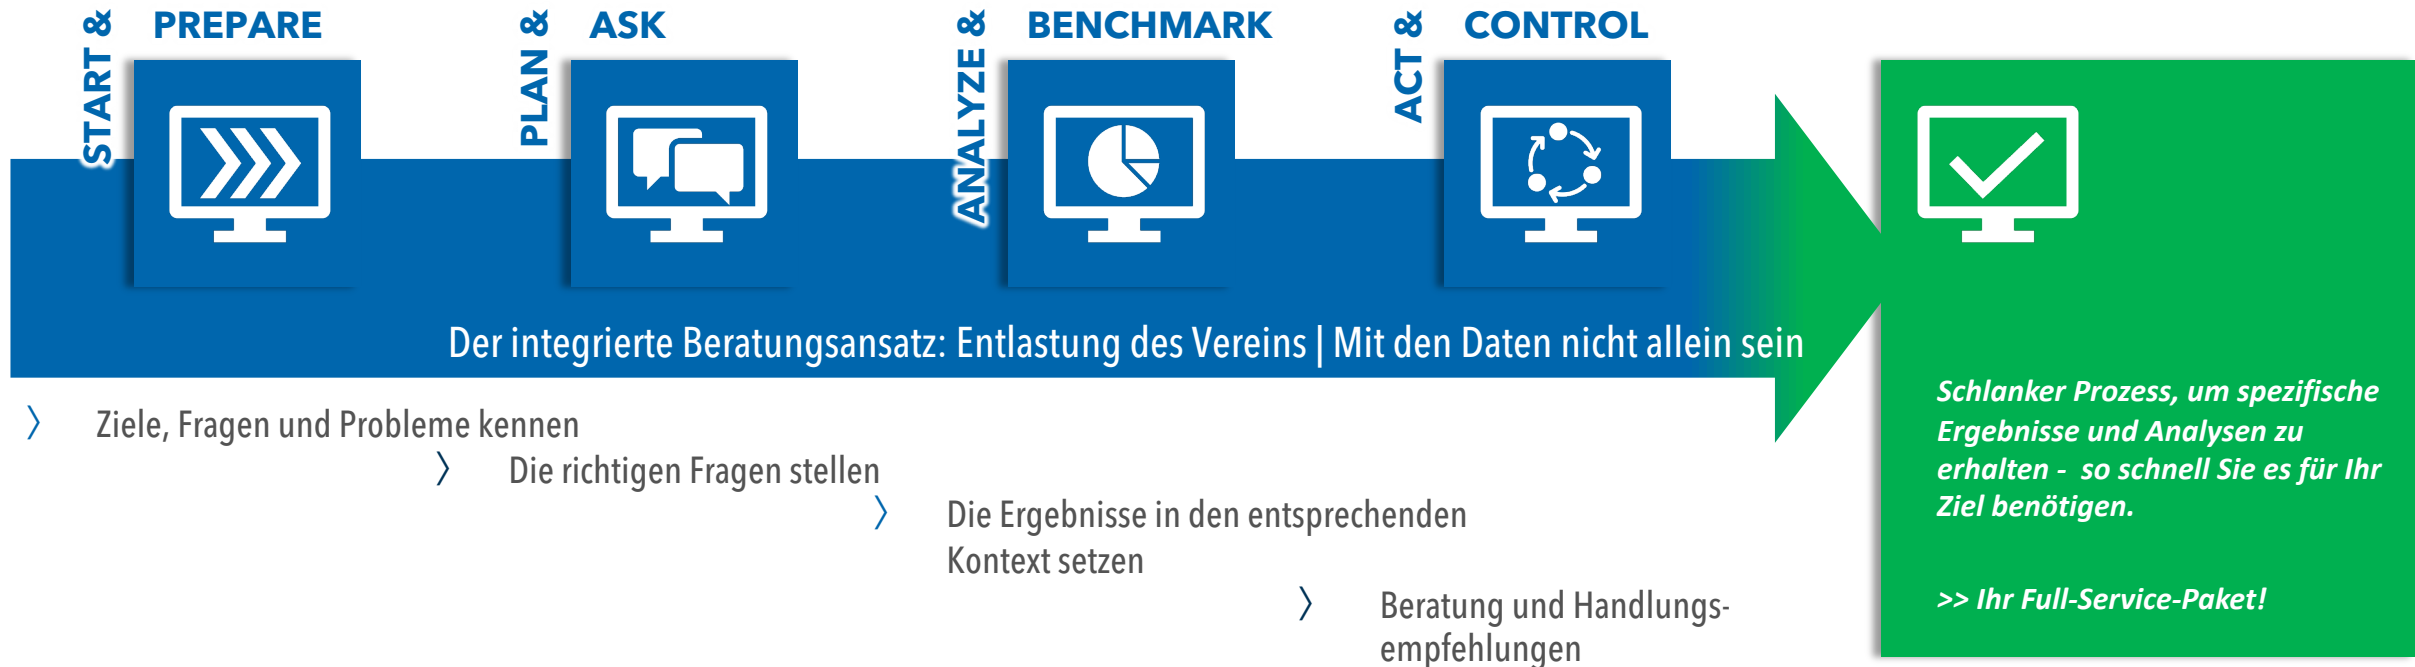 START &
PREPARE
PLAN &
ASK
ANALYZE &
BENCHMARK
ACT &
CONTROL
Der integrierte Beratungsansatz: Entlastung des Vereins | Mit den Daten nicht allein sein
〉 Ziele, Fragen und Probleme kennen
〉 Die richtigen Fragen stellen
〉 Die Ergebnisse in den entsprechenden
Kontext setzen
〉 Beratung und Handlungs-
empfehlungen
Schlanker Prozess, um spezifische
Ergebnisse und Analysen zu
erhalten - so schnell Sie es für Ihr
Ziel benötigen.
>> Ihr Full-Service-Paket!